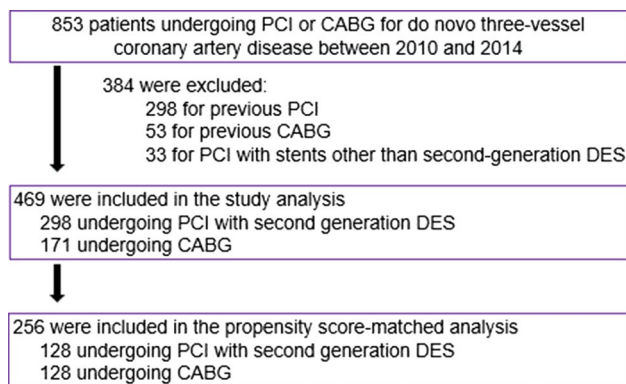 853 patients undergoing PCI or CABG for do novo three-vessel
coronary artery disease between 2010 and 2014
384 were excluded:
298 for previous PCI
53 for previous CABG
33 for PCI with stents other than second-generation DES
469 were included in the study analysis
298 undergoing PCI with second generation DES
171 undergoing CABG
256 were included in the propensity score-matched analysis
128 undergoing PCI with second generation DES
128 undergoing CABG